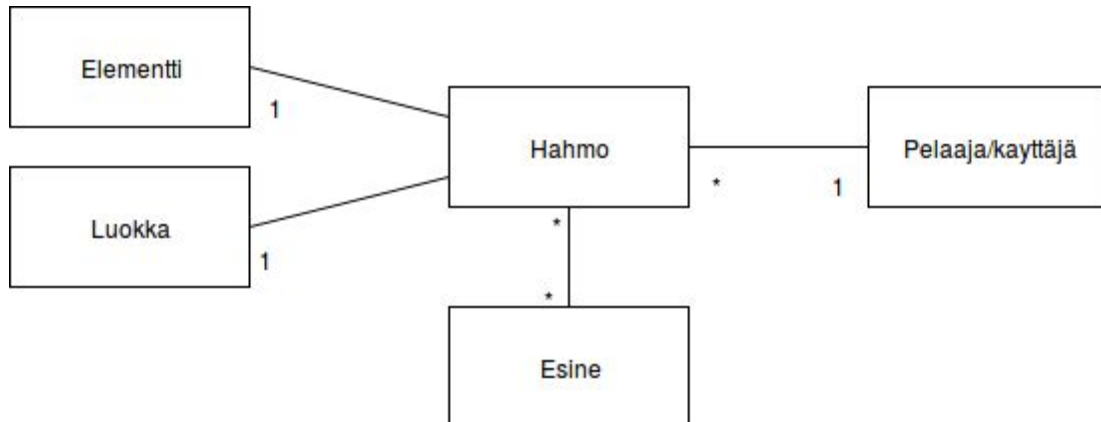 Elementti
1
Hahmo
Pelaaja/kayttäjä
*
1
Luokka
1
*
*
Esine